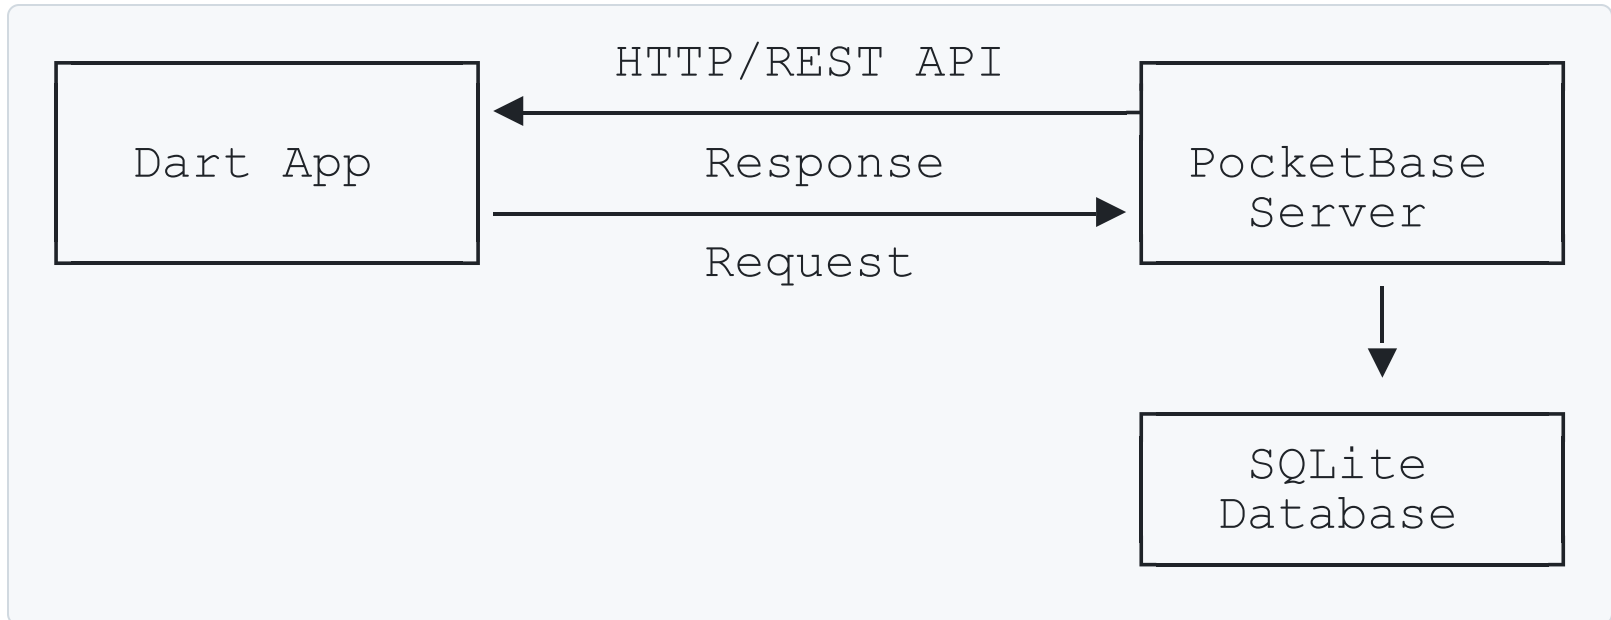 HTTP/REST API
Dart App
Response
PocketBase
Server
Request
SQLite
Database